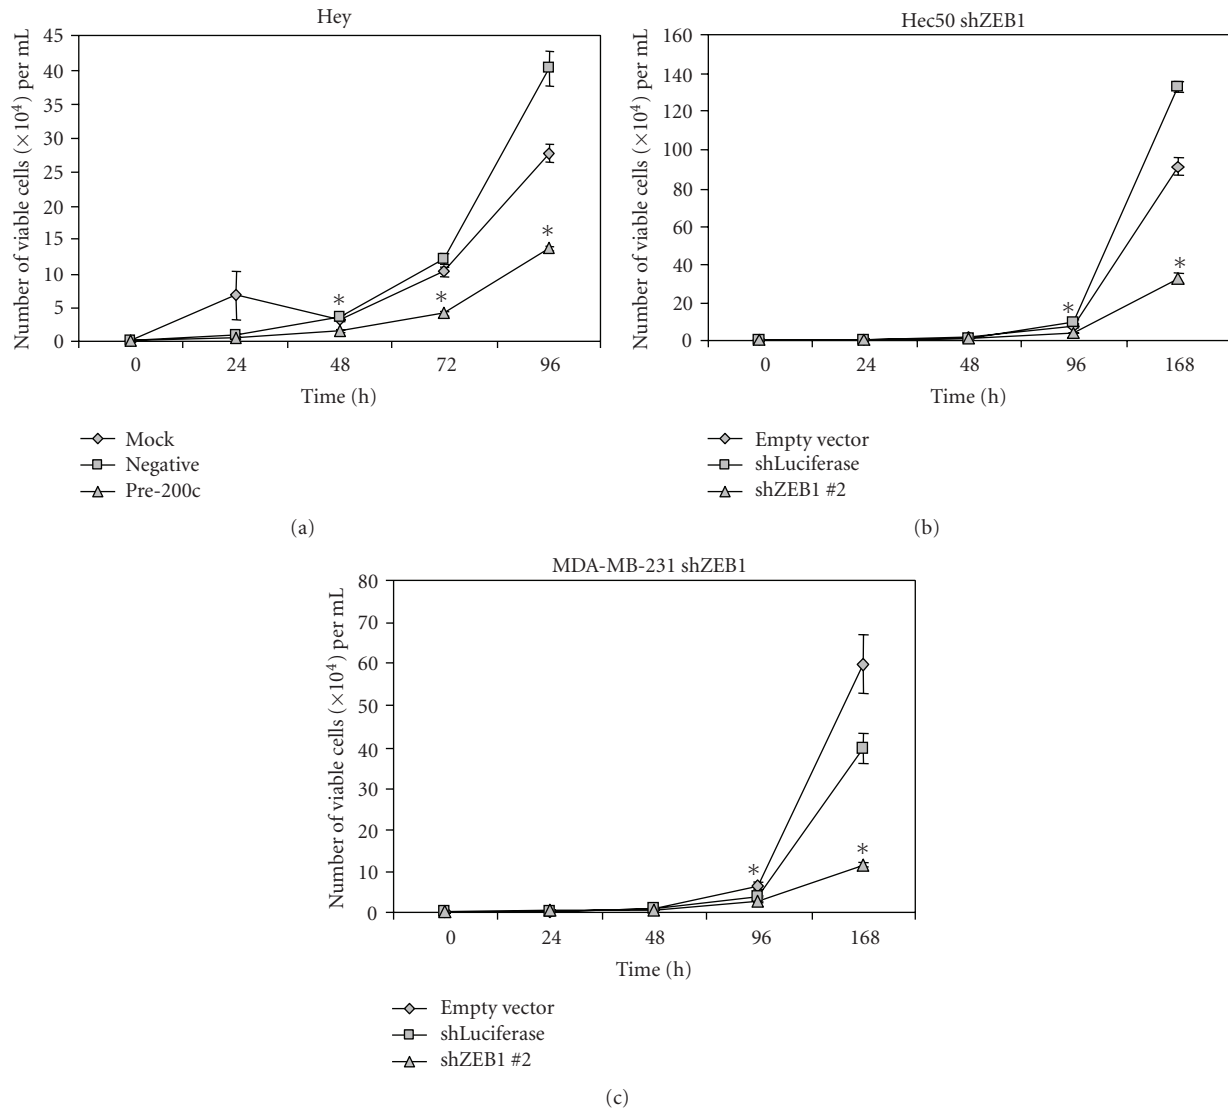 Hey
Number of viable cells (×10⁴) per mL
45
40
35
30
25
20
15
10
5
0
*
*
*
0 24 48 72 96
Time (h)
Mock
Negative
Pre-200c
(a)
Hec50 shZEB1
Number of viable cells (×10⁴) per mL
160
140
120
100
80
60
40
20
0
*
*
0 24 48 96 168
Time (h)
Empty vector
shLuciferase
shZEB1 #2
(b)
MDA-MB-231 shZEB1
Number of viable cells (×10⁴) per mL
80
70
60
50
40
30
20
10
0
*
*
0 24 48 96 168
Time (h)
Empty vector
shLuciferase
shZEB1 #2
(c)